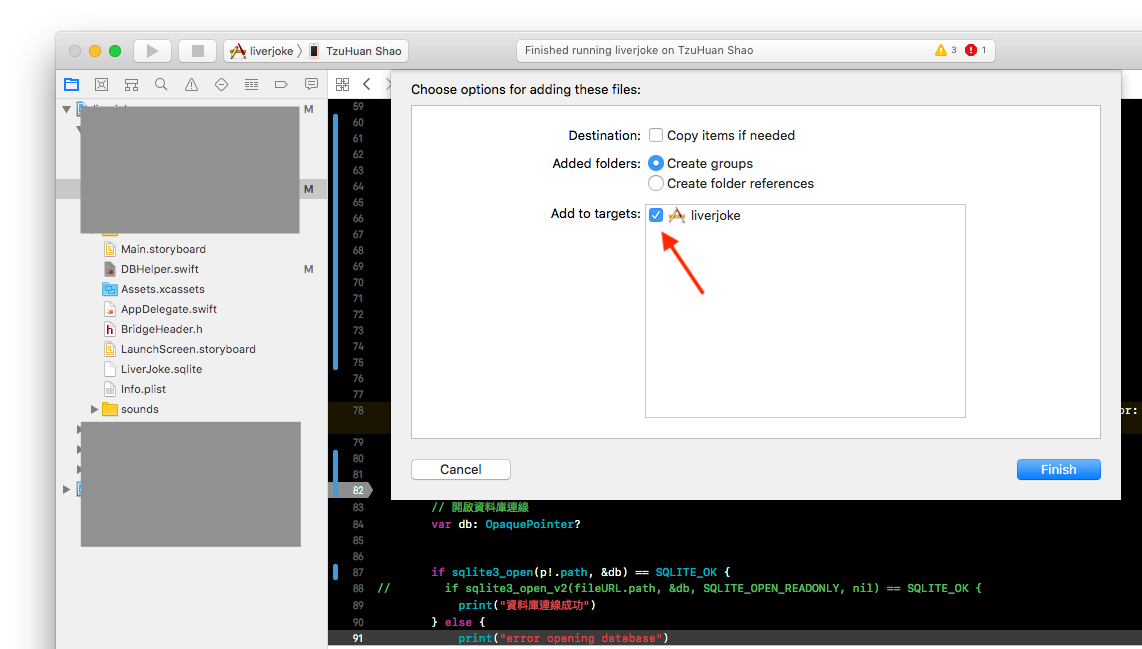 liverjoke 〉 TzuHuan Shao
Finished running liverjoke on TzuHuan Shao
3
1
Choose options for adding these files:
Destination: Copy items if needed
Added folders: Create groups
Create folder references
Add to targets: liverjoke
Cancel
Finish
M
M
Main.storyboard
DBHelper.swift M
Assets.xcassets
AppDelegate.swift
BridgeHeader.h
LaunchScreen.storyboard
LiverJoke.sqlite
Info.plist
sounds
59
60
61
62
63
64
65
66
67
68
69
70
71
72
73
74
75
76
77
78 or:
79
80
81
82
83 // 開啟資料庫連線
84 var db: OpaquePointer?
85
86
87 if sqlite3_open(p!.path, &db) == SQLITE_OK {
88 // if sqlite3_open_v2(fileURL.path, &db, SQLITE_OPEN_READONLY, nil) == SQLITE_OK {
89 print("資料庫連線成功")
90 } else {
91 print("error opening database")